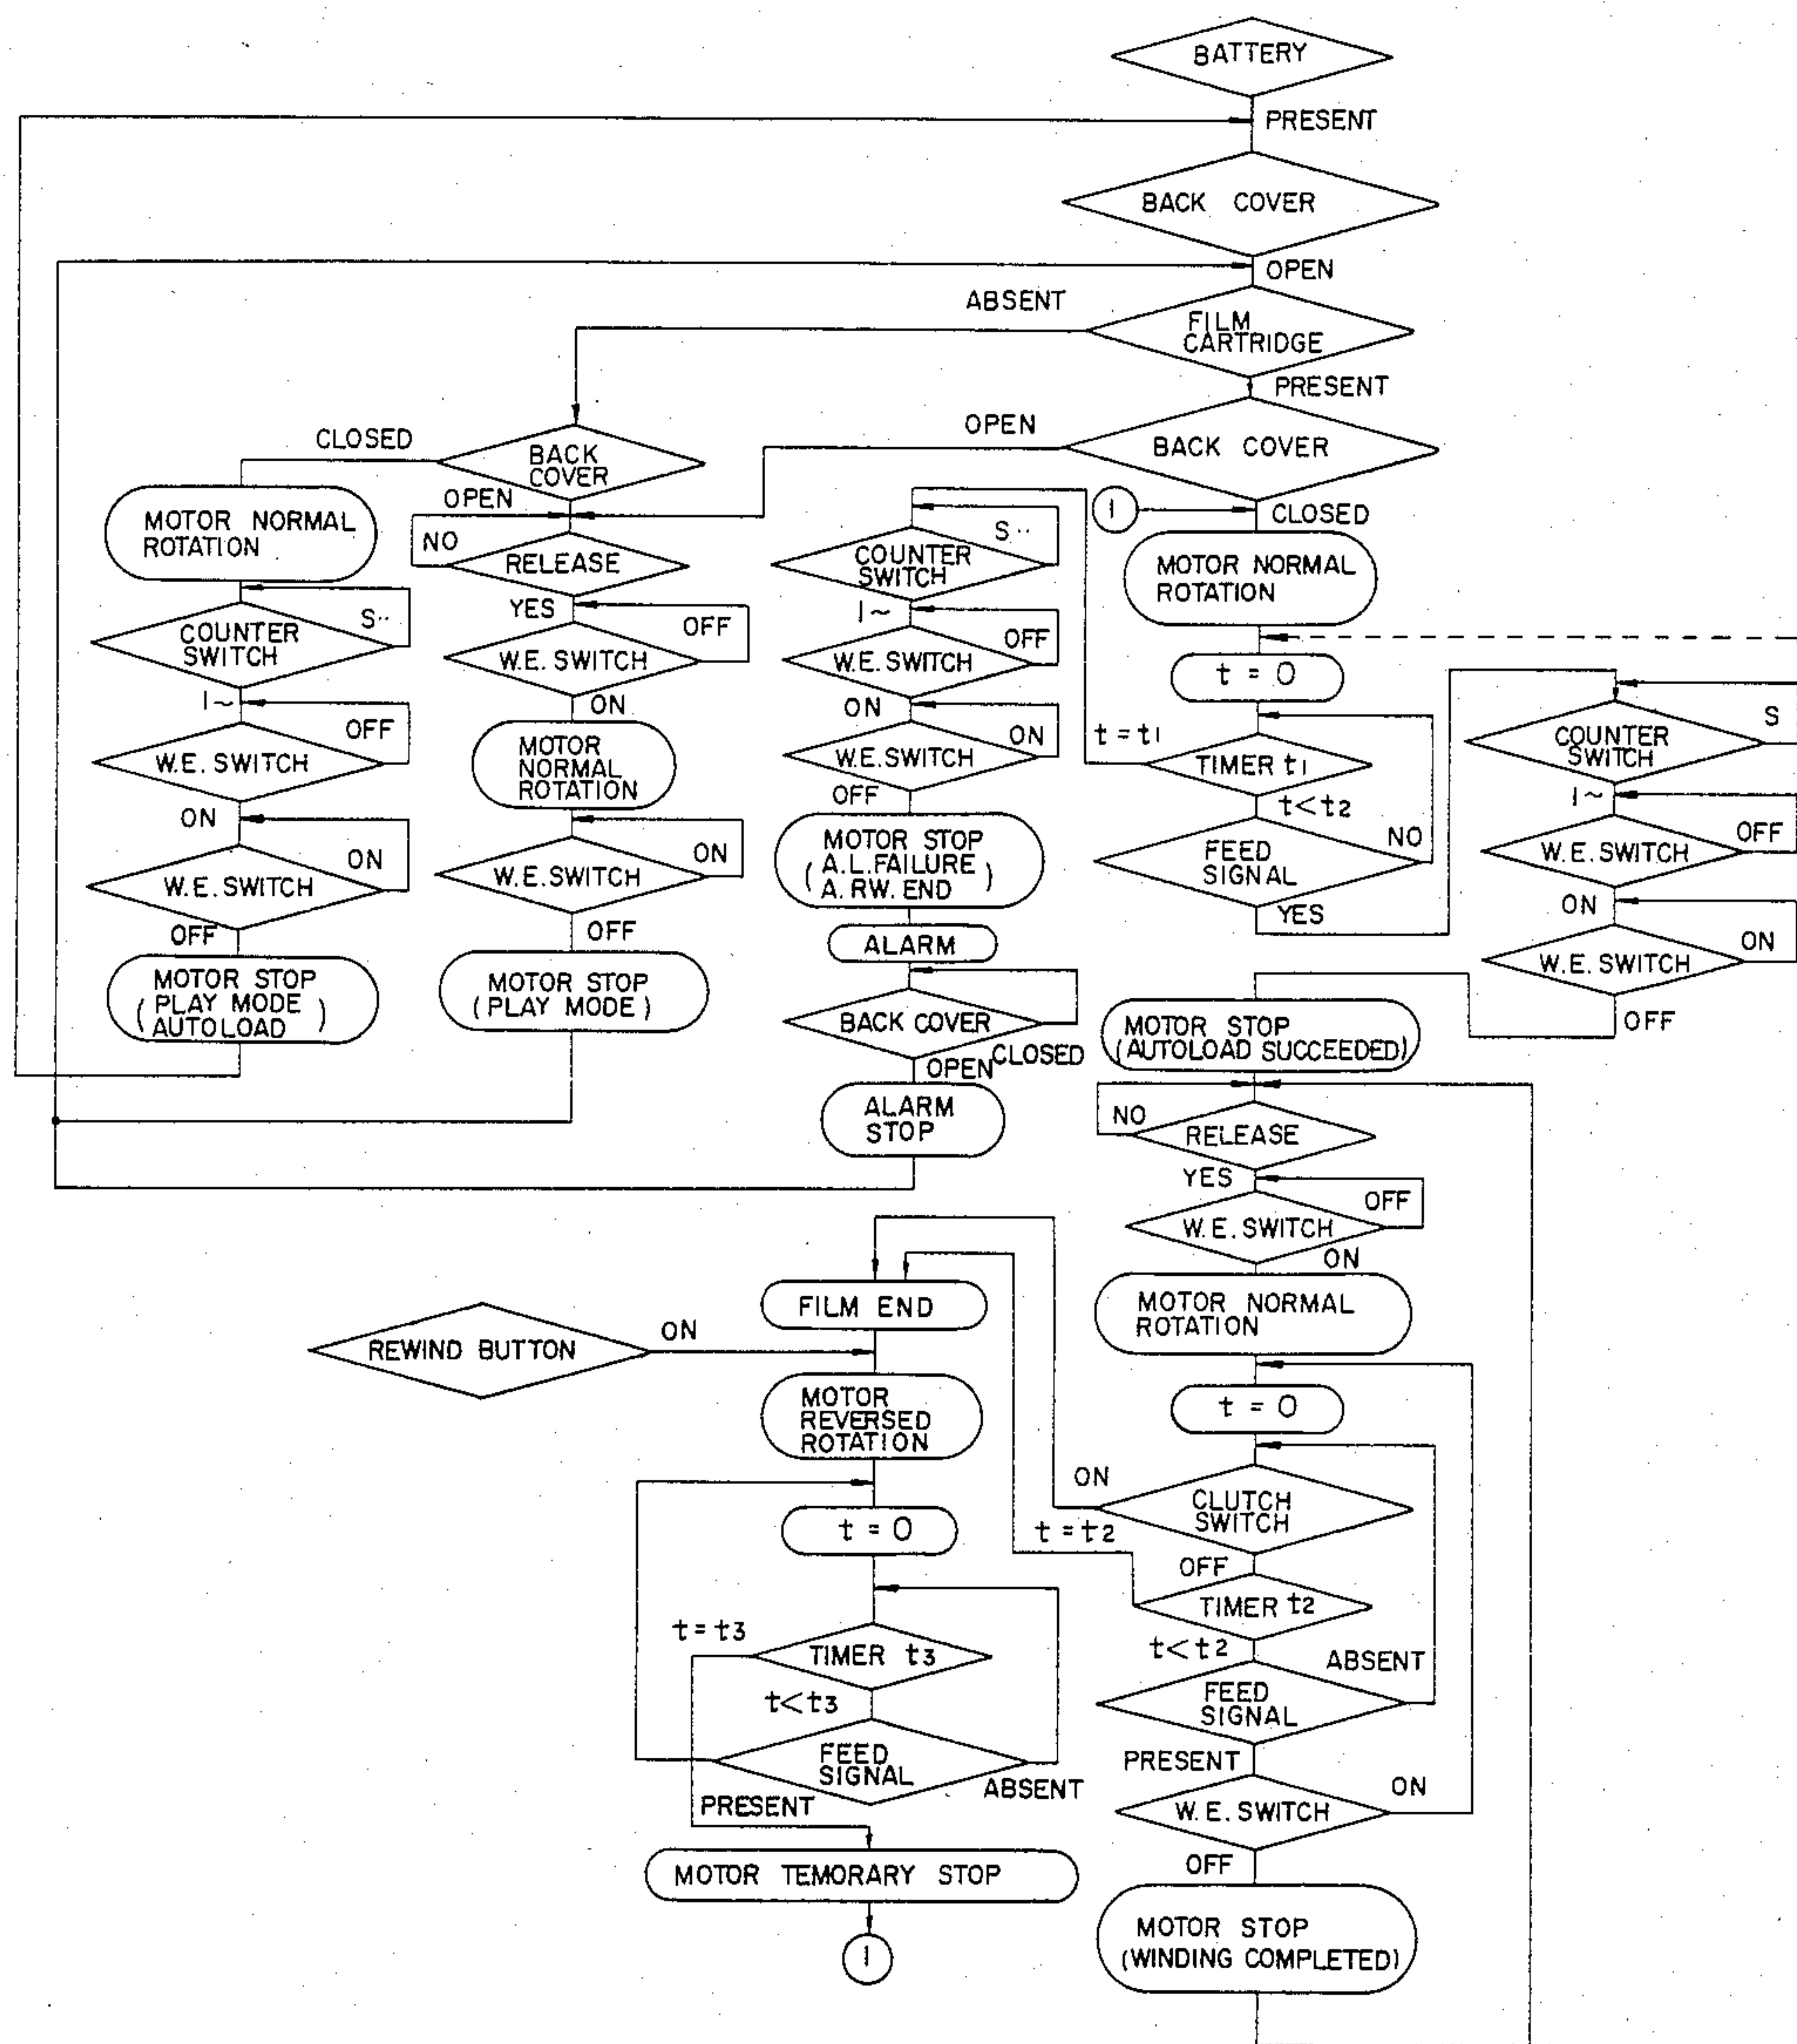 BATTERY
PRESENT
BACK COVER
OPEN
ABSENT
FILM
CARTRIDGE
PRESENT
OPEN
BACK COVER
CLOSED
BACK
COVER
OPEN
1
CLOSED
MOTOR NORMAL
ROTATION
S··
COUNTER
SWITCH
1~
OFF
W.E. SWITCH
ON
ON
W.E. SWITCH
OFF
MOTOR STOP
(PLAY MODE
AUTOLOAD)
NO
RELEASE
YES
OFF
W.E. SWITCH
ON
MOTOR
NORMAL
ROTATION
ON
W.E. SWITCH
OFF
MOTOR STOP
(PLAY MODE)
S··
COUNTER
SWITCH
1~
OFF
W.E. SWITCH
ON
ON
W.E. SWITCH
OFF
MOTOR STOP
(A.L. FAILURE
A. RW. END)
ALARM
BACK COVER
CLOSED
OPEN
ALARM
STOP
MOTOR NORMAL
ROTATION
t = 0
t = t1
TIMER t1
t < t2
NO
FEED
SIGNAL
YES
S
COUNTER
SWITCH
1~
OFF
W.E. SWITCH
ON
ON
W.E. SWITCH
OFF
MOTOR STOP
(AUTOLOAD SUCCEEDED)
NO
RELEASE
YES
OFF
W.E. SWITCH
ON
MOTOR NORMAL
ROTATION
t = 0
ON
CLUTCH
SWITCH
t = t2
OFF
TIMER t2
t < t2
ABSENT
FEED
SIGNAL
PRESENT
ON
W.E. SWITCH
OFF
MOTOR STOP
(WINDING COMPLETED)
FILM END
REWIND BUTTON
ON
MOTOR
REVERSED
ROTATION
t = 0
t = t3
TIMER t3
t < t3
FEED
SIGNAL
ABSENT
PRESENT
MOTOR TEMORARY STOP
1